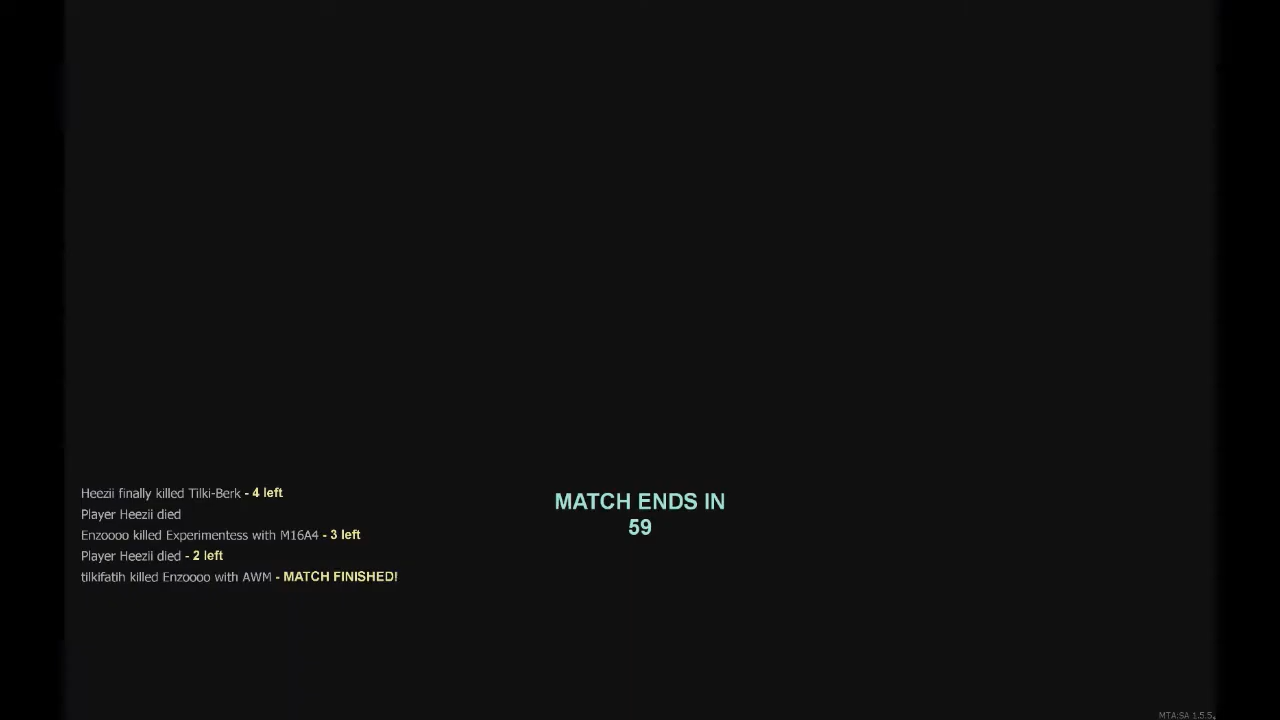 Heezii finally killed Tilki-Berk - 4 left
Player Heezii died
Enzoooo killed Experimentess with M16A4 - 3 left
Player Heezii died - 2 left
tilkifatih killed Enzoooo with AWM - MATCH FINISHED!
MATCH ENDS IN
59
MTA:SA 1.5.5